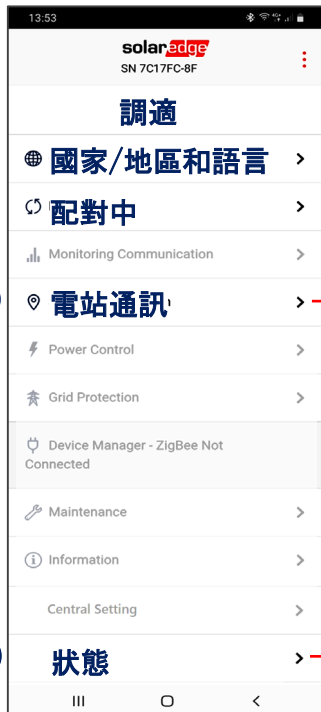 13:53
solaredge
SN 7C17FC-8F
調適
國家/地區和語言
配對中
Monitoring Communication
電站通訊
Power Control
Grid Protection
Device Manager - ZigBee Not
Connected
Maintenance
Information
Central Setting
狀態